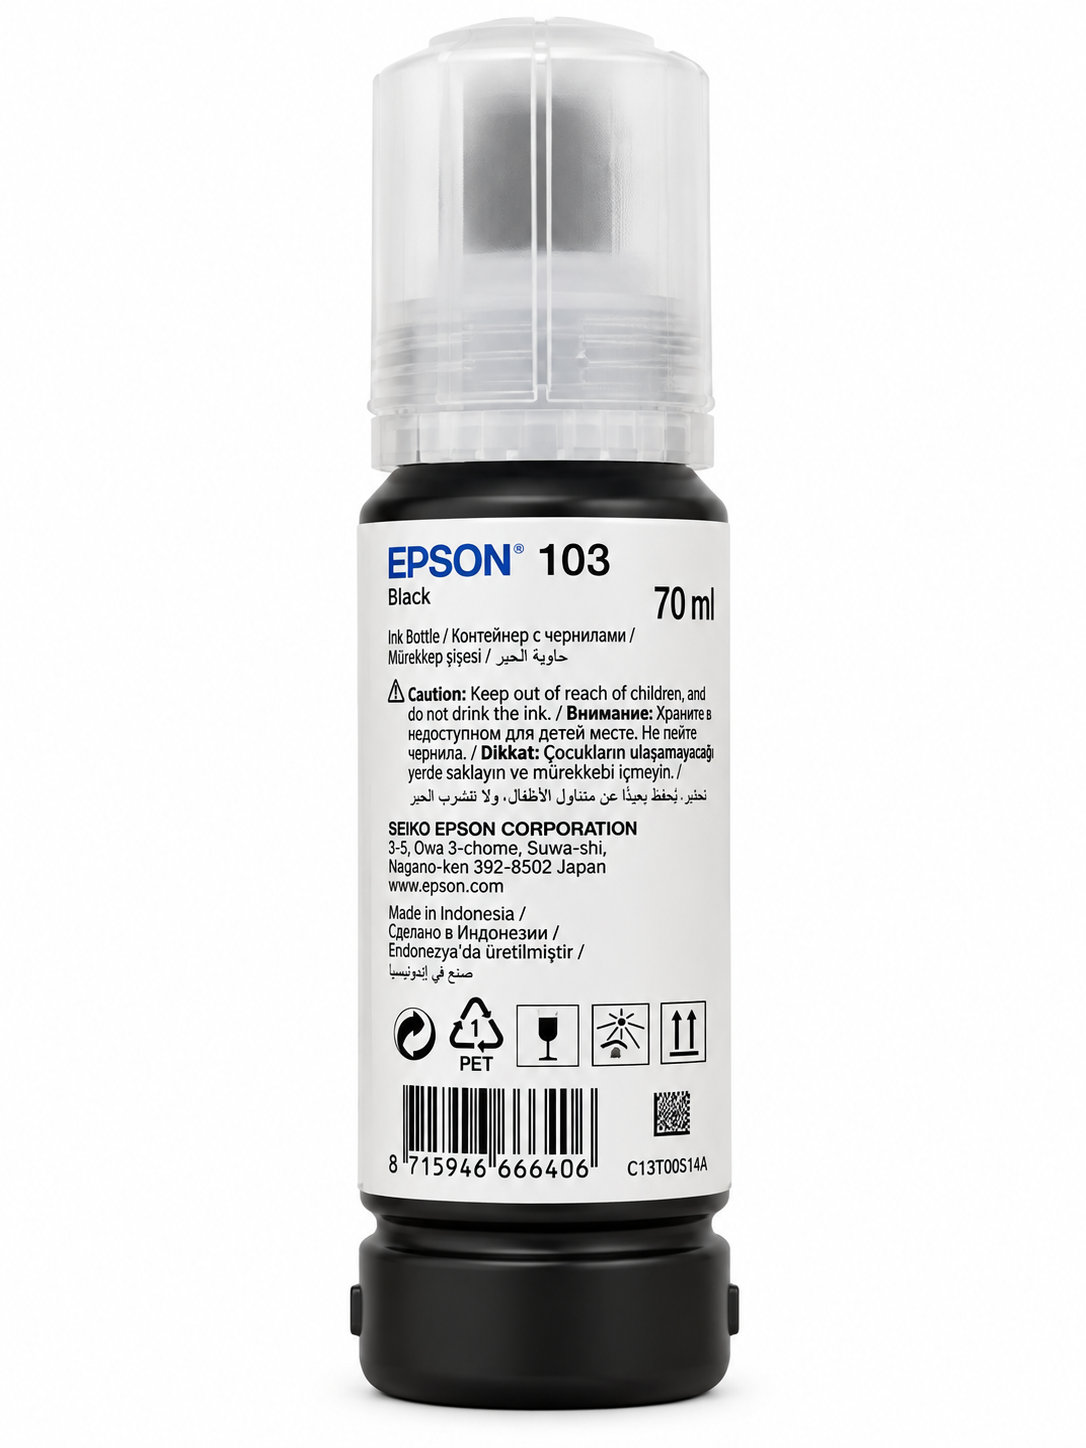 EPSON® 103
Black
70 ml
Ink Bottle / Контейнер с чернилами /
Mürekkep şişesi / حاوية الحبر
Caution: Keep out of reach of children, and
do not drink the ink. / Внимание: Храните в
недоступном для детей месте. Не пейте
чернила. / Dikkat: Çocukların ulaşamayacağı
yerde saklayın ve mürekkebi içmeyin. /
تحذير، يُحفظ بعيدًا عن متناول الأطفال، ولا تشرب الحبر
SEIKO EPSON CORPORATION
3-5, Owa 3-chome, Suwa-shi,
Nagano-ken 392-8502 Japan
www.epson.com
Made in Indonesia /
Сделано в Индонезии /
Endonezya'da üretilmiştir /
صنع في إندونيسيا
1
PET
8 715946 666406
C13T00S14A